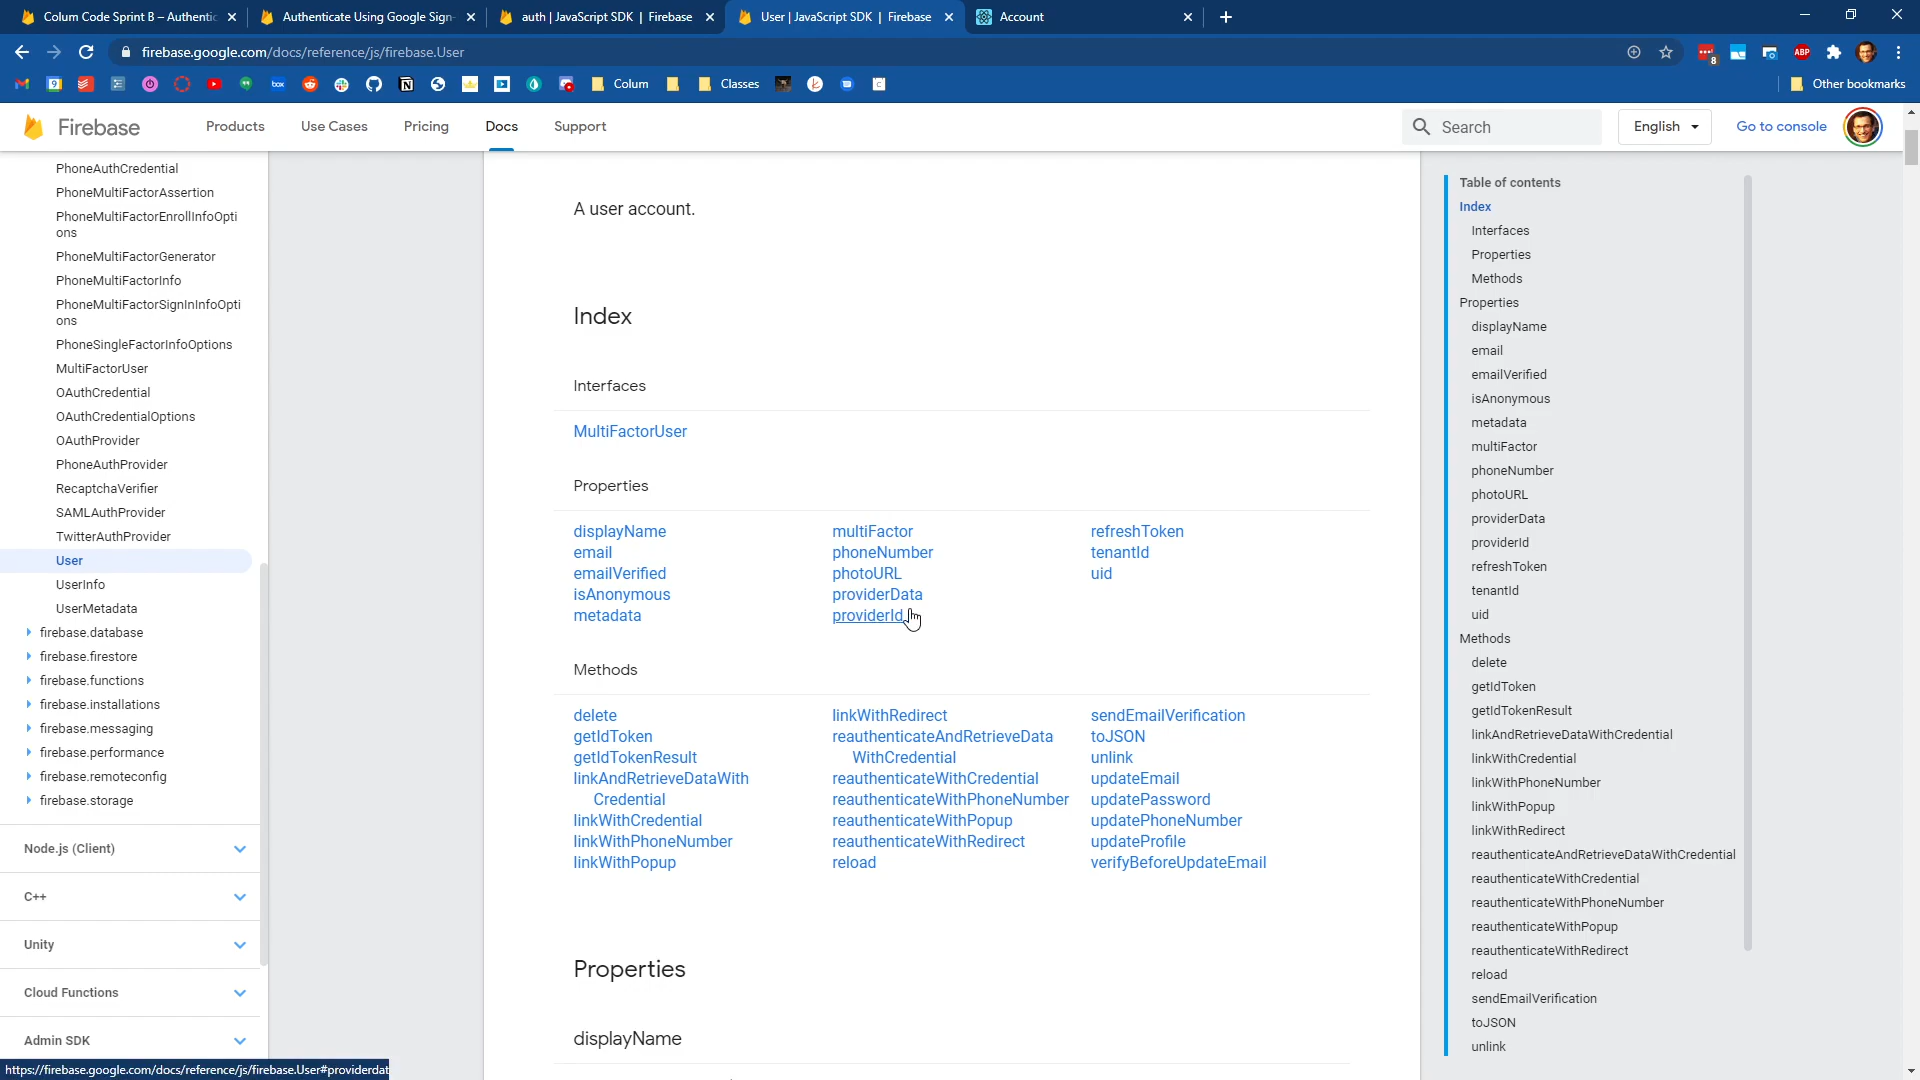 Colum Code Sprint B – Authentic
Authenticate Using Google Sign-
auth | JavaScript SDK | Firebase
User | JavaScript SDK | Firebase
Account
firebase.google.com/docs/reference/js/firebase.User
8
ABP
9
box
Colum
Classes
Other bookmarks
Firebase
Products
Use Cases
Pricing
Docs
Support
Search
English
Go to console
PhoneAuthCredential
PhoneMultiFactorAssertion
PhoneMultiFactorEnrollInfoOpti
ons
PhoneMultiFactorGenerator
PhoneMultiFactorInfo
PhoneMultiFactorSignInInfoOpti
ons
PhoneSingleFactorInfoOptions
MultiFactorUser
OAuthCredential
OAuthCredentialOptions
OAuthProvider
PhoneAuthProvider
RecaptchaVerifier
SAMLAuthProvider
TwitterAuthProvider
User
UserInfo
UserMetadata
firebase.database
firebase.firestore
firebase.functions
firebase.installations
firebase.messaging
firebase.performance
firebase.remoteconfig
firebase.storage
Node.js (Client)
C++
Unity
Cloud Functions
Admin SDK
https://firebase.google.com/docs/reference/js/firebase.User#providerdat
A user account.
Index
Interfaces
MultiFactorUser
Properties
displayName
email
emailVerified
isAnonymous
metadata
multiFactor
phoneNumber
photoURL
providerData
providerId
refreshToken
tenantId
uid
Methods
delete
getIdToken
getIdTokenResult
linkAndRetrieveDataWith
Credential
linkWithCredential
linkWithPhoneNumber
linkWithPopup
linkWithRedirect
reauthenticateAndRetrieveData
WithCredential
reauthenticateWithCredential
reauthenticateWithPhoneNumber
reauthenticateWithPopup
reauthenticateWithRedirect
reload
sendEmailVerification
toJSON
unlink
updateEmail
updatePassword
updatePhoneNumber
updateProfile
verifyBeforeUpdateEmail
Properties
displayName
Table of contents
Index
Interfaces
Properties
Methods
Properties
displayName
email
emailVerified
isAnonymous
metadata
multiFactor
phoneNumber
photoURL
providerData
providerId
refreshToken
tenantId
uid
Methods
delete
getIdToken
getIdTokenResult
linkAndRetrieveDataWithCredential
linkWithCredential
linkWithPhoneNumber
linkWithPopup
linkWithRedirect
reauthenticateAndRetrieveDataWithCredential
reauthenticateWithCredential
reauthenticateWithPhoneNumber
reauthenticateWithPopup
reauthenticateWithRedirect
reload
sendEmailVerification
toJSON
unlink